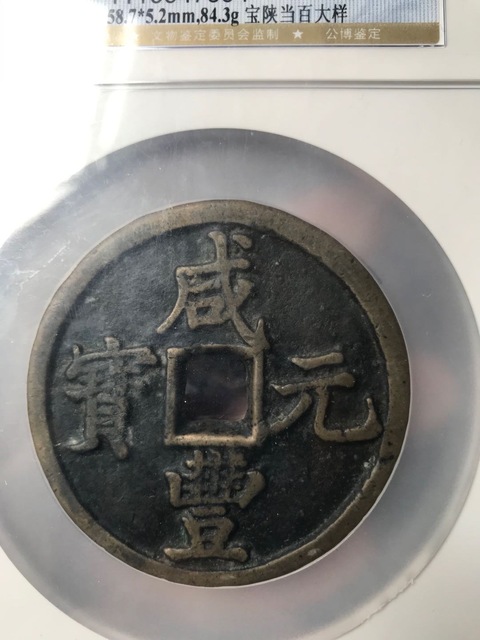 58.7*5.2mm,84.3g 宝陕当百大样
文物鉴定委员会监制 ★ 公博鉴定
咸
寶 元
豐